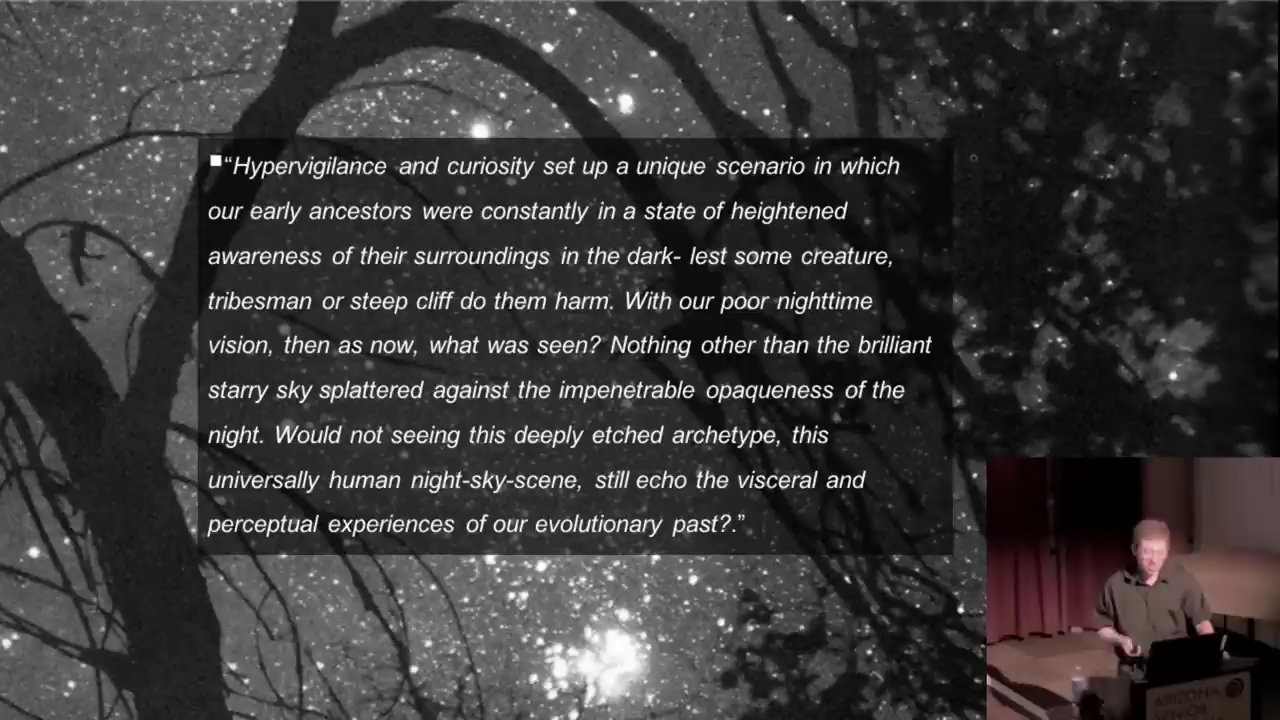 ▪“Hypervigilance and curiosity set up a unique scenario in which
our early ancestors were constantly in a state of heightened
awareness of their surroundings in the dark- lest some creature,
tribesman or steep cliff do them harm. With our poor nighttime
vision, then as now, what was seen? Nothing other than the brilliant
starry sky splattered against the impenetrable opaqueness of the
night. Would not seeing this deeply etched archetype, this
universally human night-sky-scene, still echo the visceral and
perceptual experiences of our evolutionary past?.”
ARIZONA